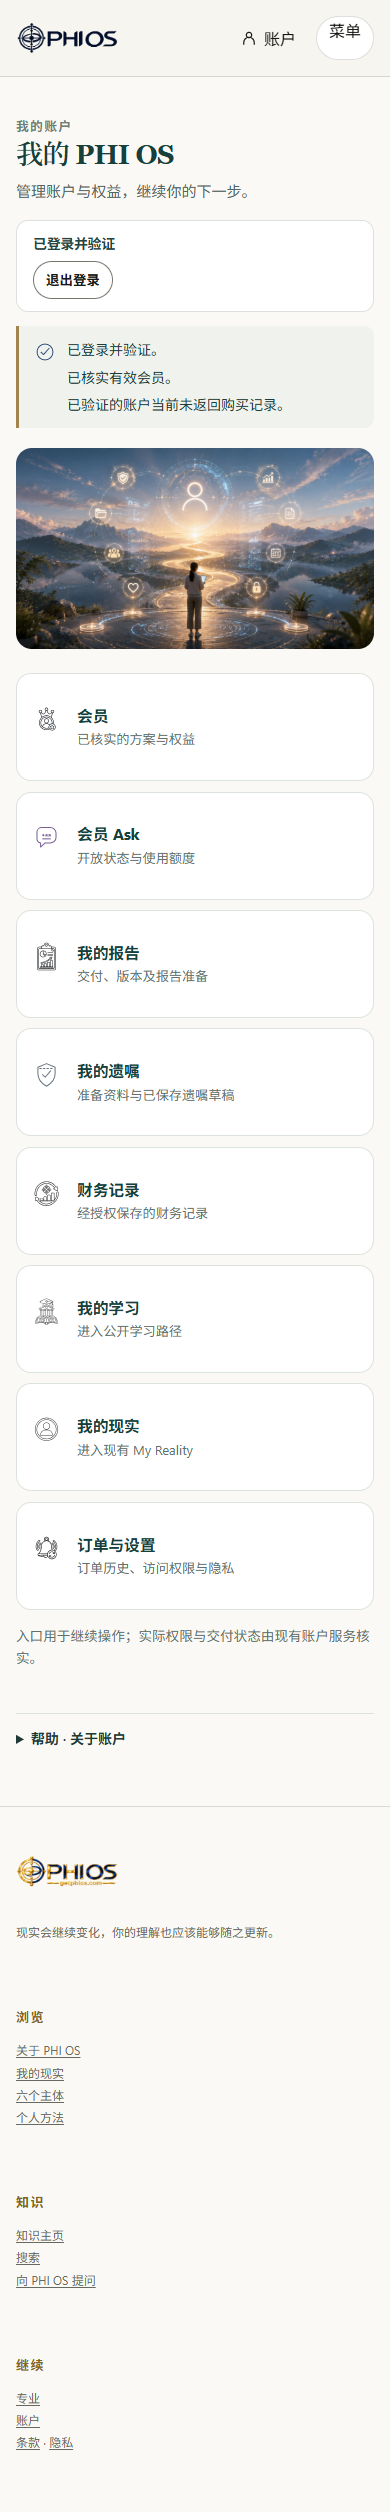 PHI OS
账户
菜单
我的账户
我的 PHI OS
管理账户与权益，继续你的下一步。
已登录并验证
退出登录
已登录并验证。
已核实有效会员。
已验证的账户当前未返回购买记录。
会员
已核实的方案与权益
会员 Ask
开放状态与使用额度
我的报告
交付、版本及报告准备
我的遗嘱
准备资料与已保存遗嘱草稿
财务记录
经授权保存的财务记录
我的学习
进入公开学习路径
我的现实
进入现有 My Reality
订单与设置
订单历史、访问权限与隐私
入口用于继续操作；实际权限与交付状态由现有账户服务核
实。
帮助 · 关于账户
PHI OS
getphios.com
现实会继续变化，你的理解也应该能够随之更新。
浏览
关于 PHI OS
我的现实
六个主体
个人方法
知识
知识主页
搜索
向 PHI OS 提问
继续
专业
账户
条款 · 隐私